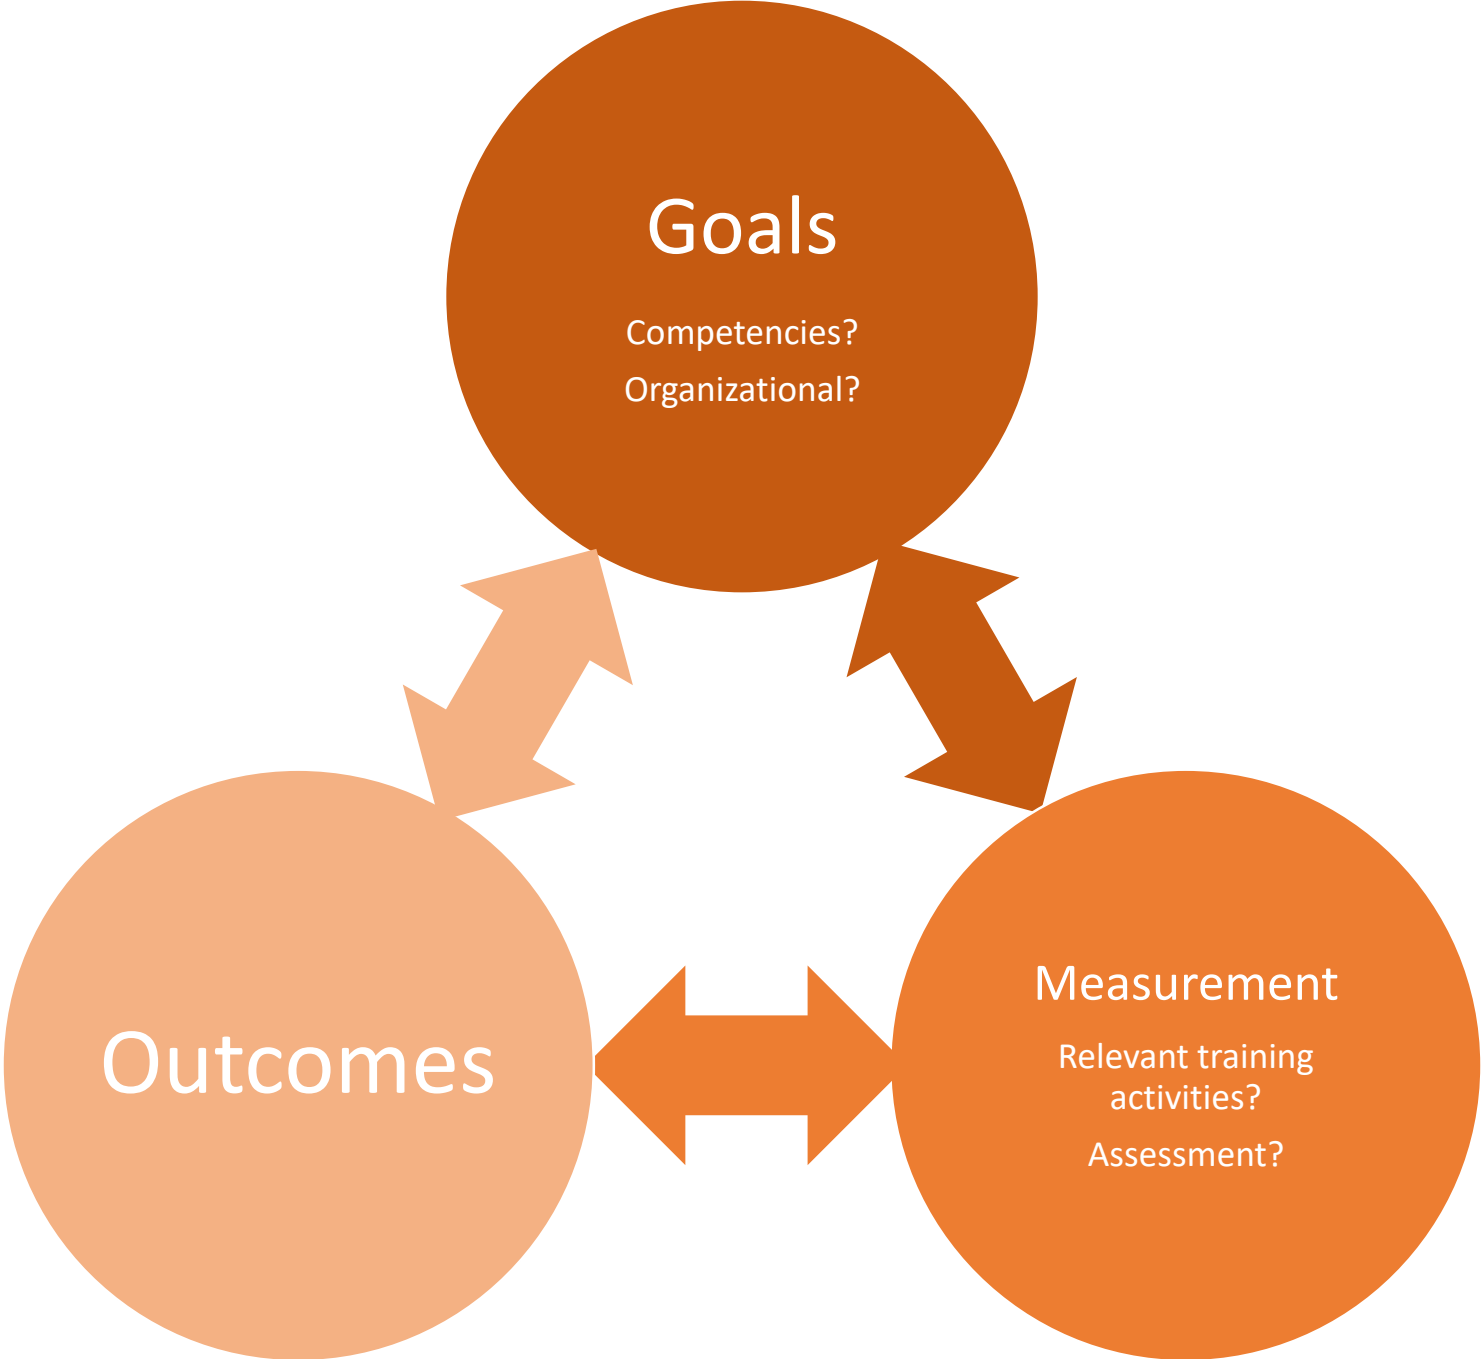 Goals
Competencies?
Organizational?
Outcomes
Measurement
Relevant training
activities?
Assessment?